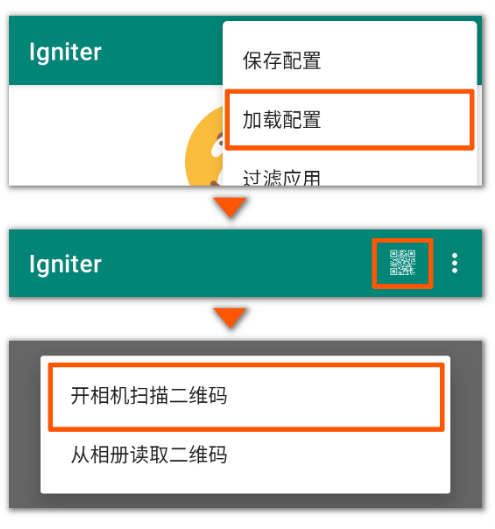 Igniter
保存配置
加载配置
过滤应用
Igniter
开相机扫描二维码
从相册读取二维码